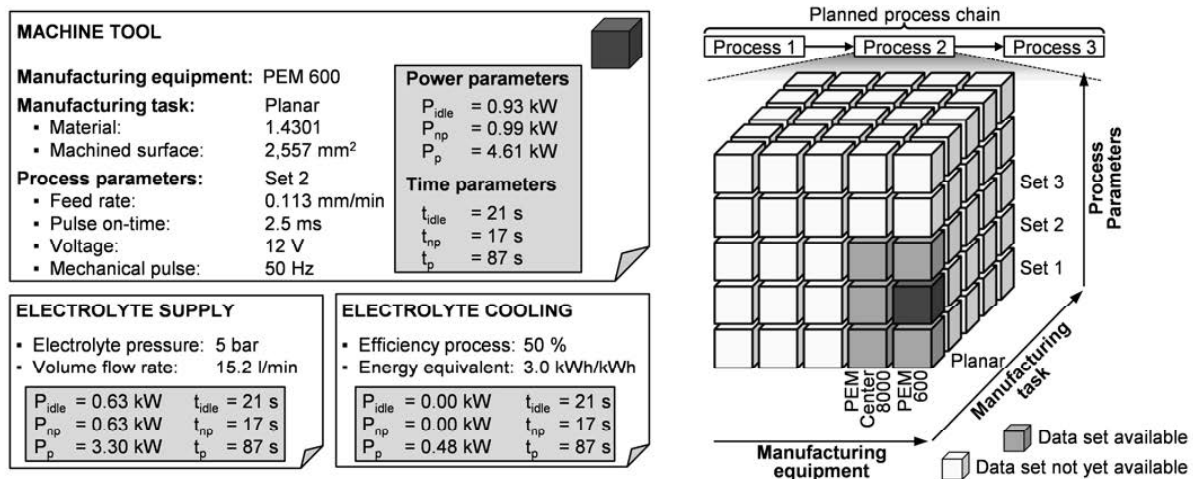 MACHINE TOOL
Manufacturing equipment: PEM 600
Manufacturing task: Planar
▪ Material: 1.4301
▪ Machined surface: 2,557 mm²
Process parameters: Set 2
▪ Feed rate: 0.113 mm/min
▪ Pulse on-time: 2.5 ms
▪ Voltage: 12 V
▪ Mechanical pulse: 50 Hz
Power parameters
P_idle = 0.93 kW
P_np = 0.99 kW
P_p = 4.61 kW
Time parameters
t_idle = 21 s
t_np = 17 s
t_p = 87 s
ELECTROLYTE SUPPLY
▪ Electrolyte pressure: 5 bar
- Volume flow rate: 15.2 l/min
P_idle = 0.63 kW t_idle = 21 s
P_np = 0.63 kW t_np = 17 s
P_p = 3.30 kW t_p = 87 s
ELECTROLYTE COOLING
▪ Efficiency process: 50 %
- Energy equivalent: 3.0 kWh/kWh
P_idle = 0.00 kW t_idle = 21 s
P_np = 0.00 kW t_np = 17 s
P_p = 0.48 kW t_p = 87 s
Planned process chain
Process 1 Process 2 Process 3
Process
Parameters
Set 3
Set 2
Set 1
Planar
Manufacturing
task
PEM
Center
8000
PEM
600
Manufacturing
equipment
Data set available
Data set not yet available